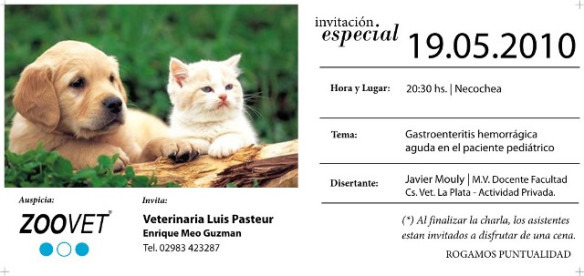 invitación
especial
19.05.2010
Hora y Lugar: 20:30 hs. | Necochea
Tema: Gastroenteritis hemorrágica
aguda en el paciente pediátrico
Disertante: Javier Mouly | M.V. Docente Facultad
Cs. Vet. La Plata - Actividad Privada.
(*) Al finalizar la charla, los asistentes
estan invitados a disfrutar de una cena.
ROGAMOS PUNTUALIDAD
Auspicia:
ZOOVET®
Invita:
Veterinaria Luis Pasteur
Enrique Meo Guzman
Tel. 02983 423287